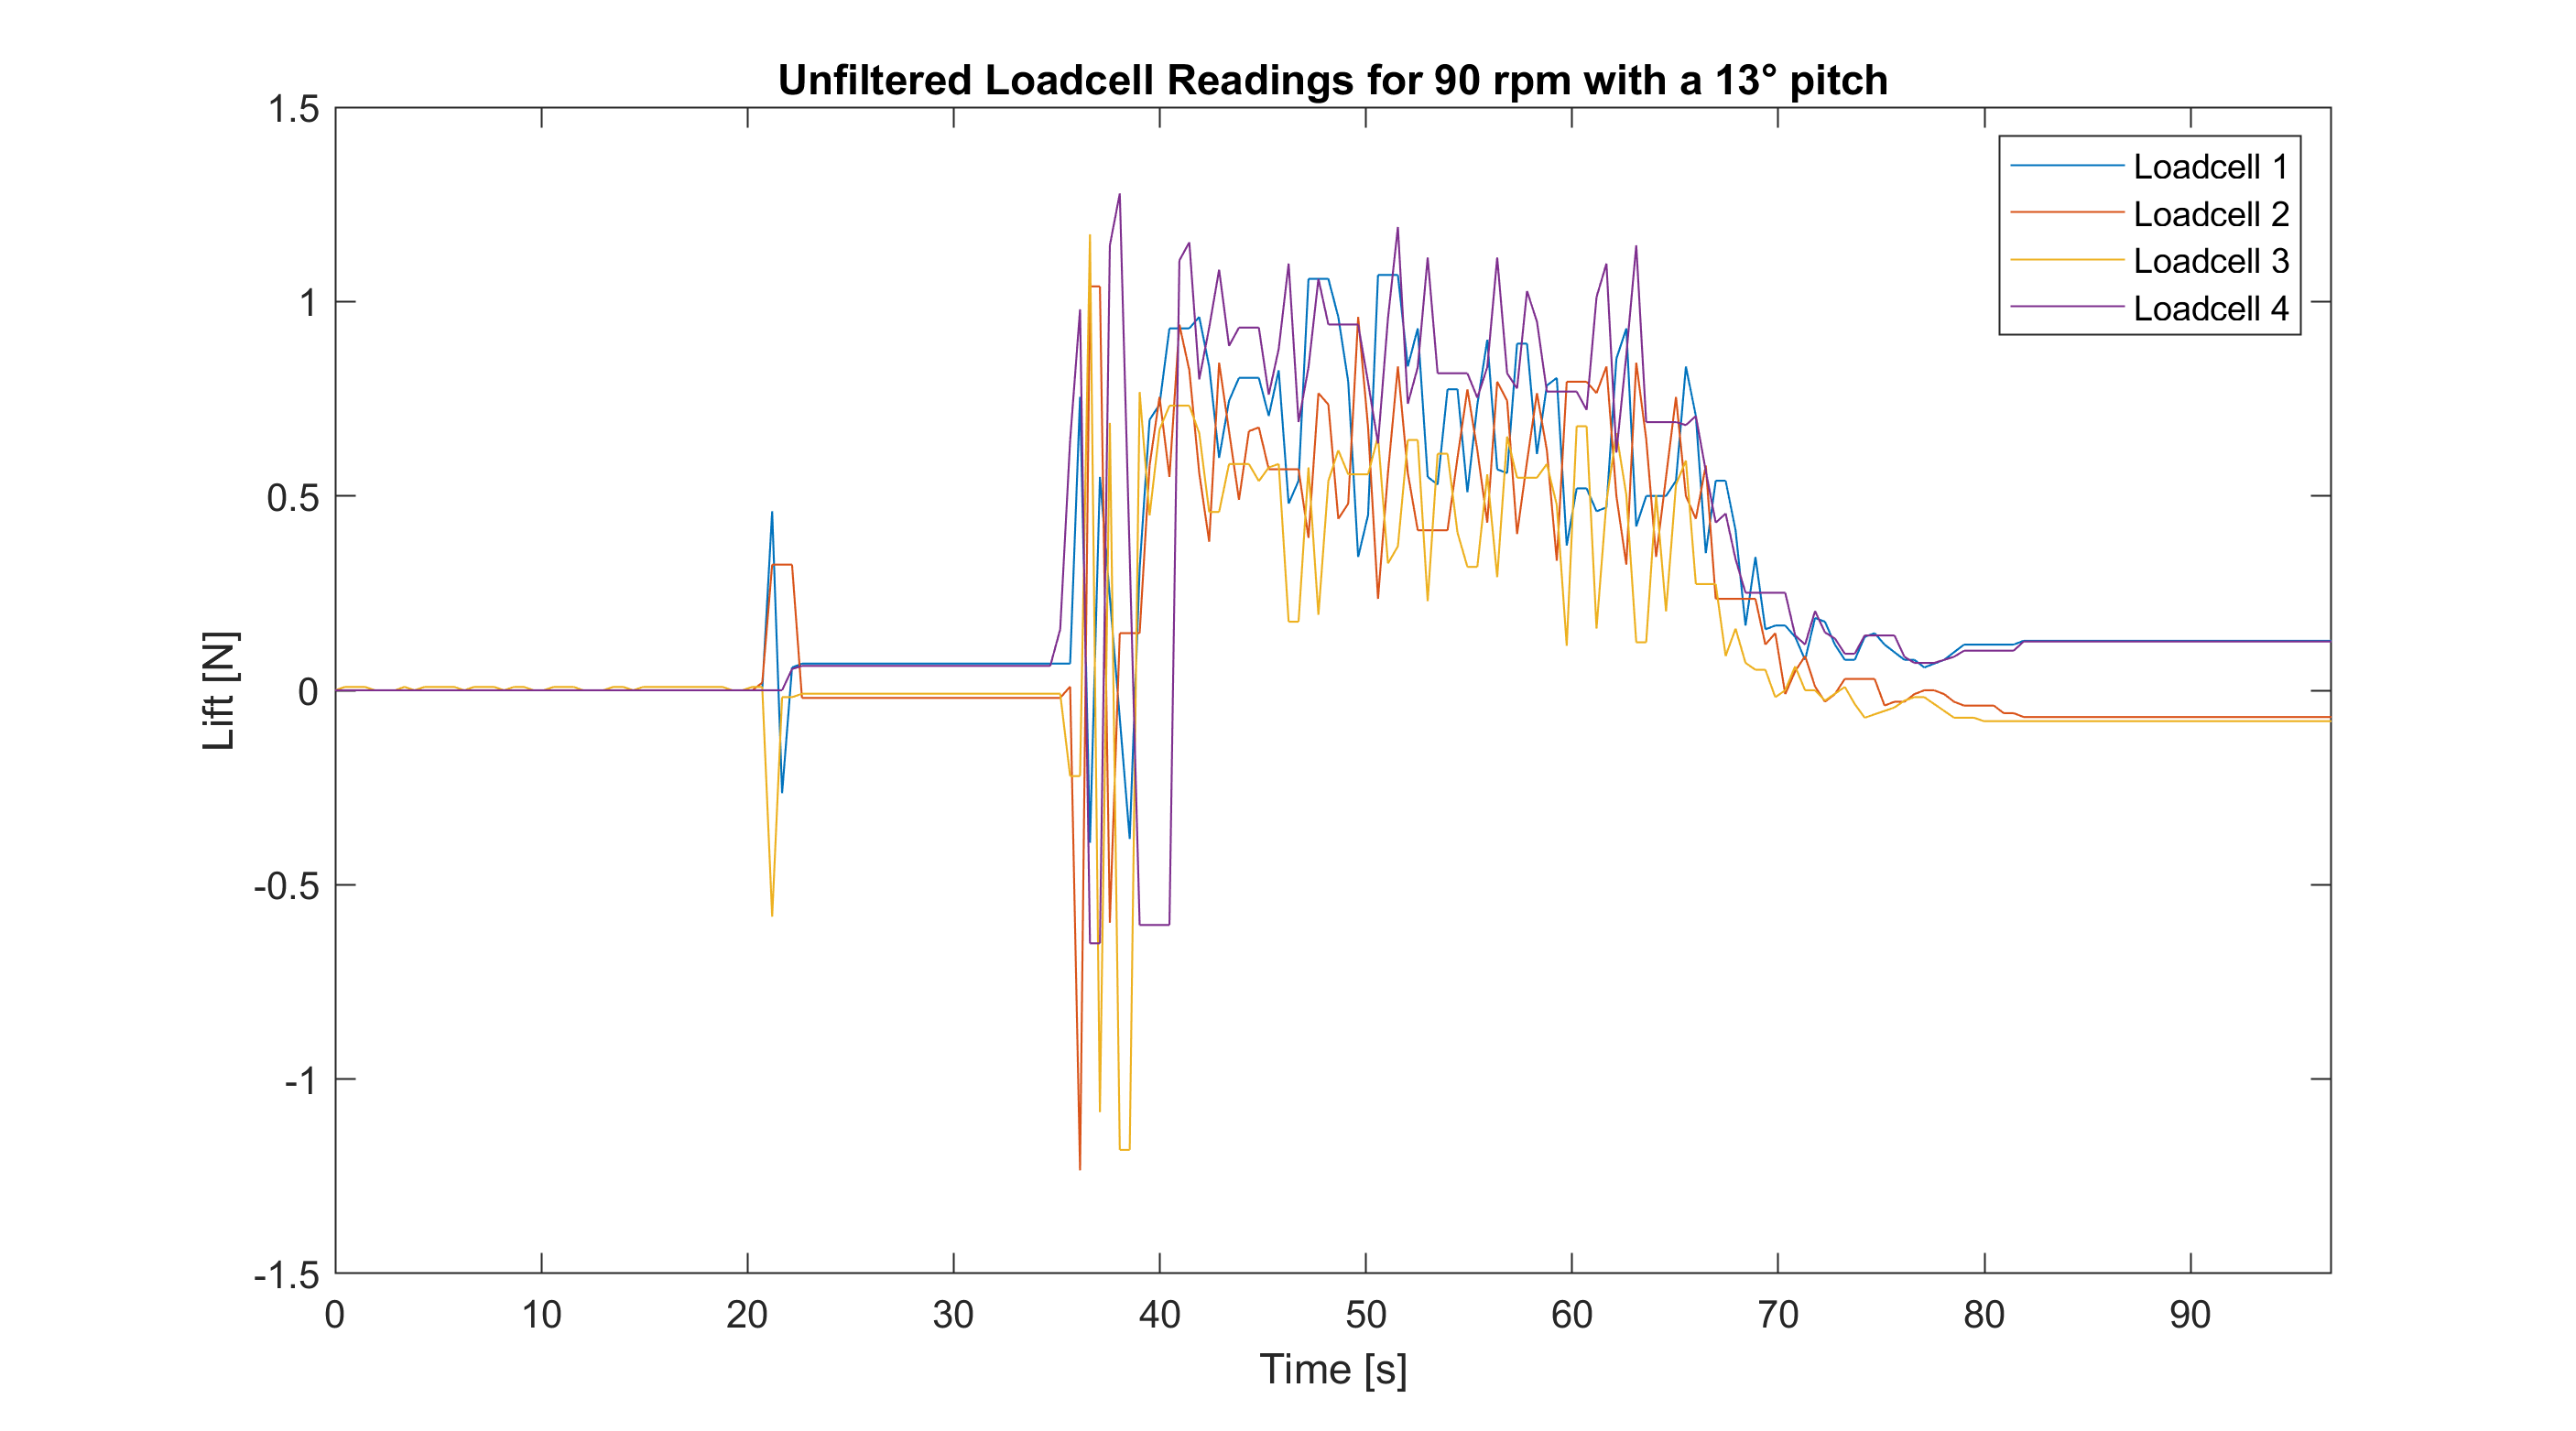 Unfiltered Loadcell Readings for 90 rpm with a 13° pitch
1.5
1
0.5
0
-0.5
-1
-1.5
Lift [N]
Loadcell 1
Loadcell 2
Loadcell 3
Loadcell 4
0 10 20 30 40 50 60 70 80 90
Time [s]